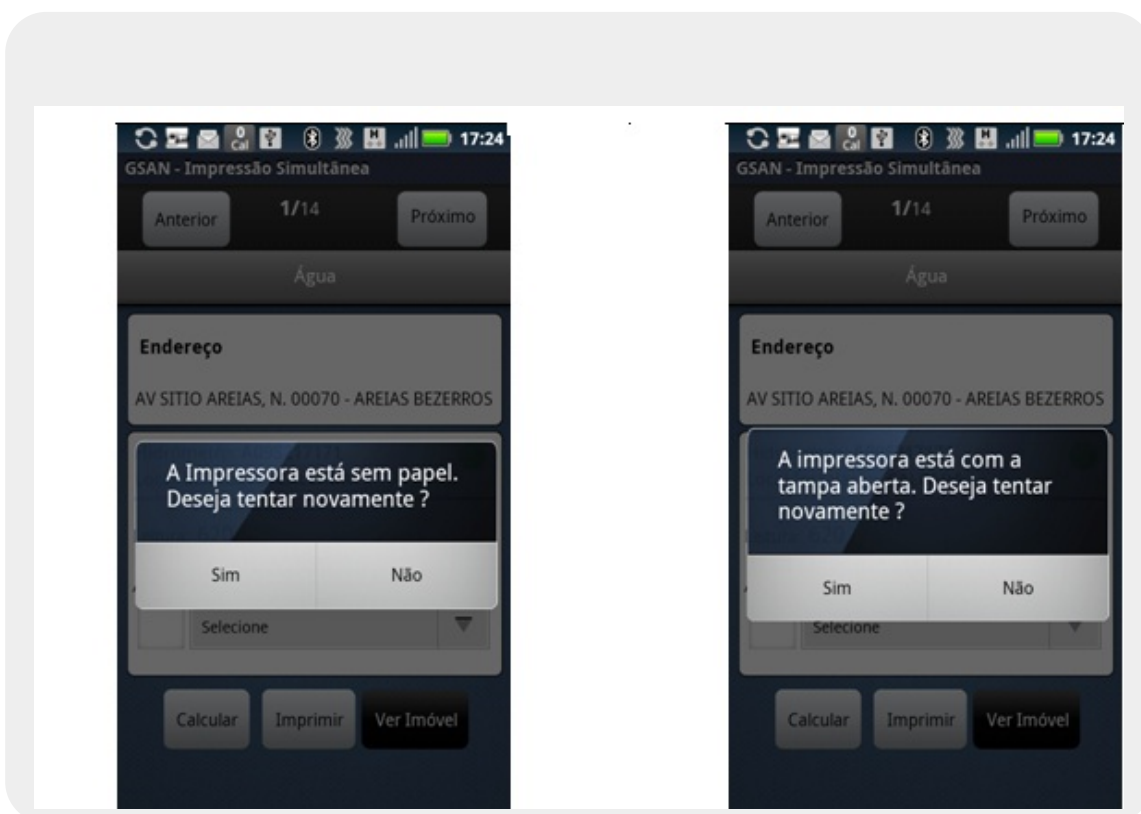 17:24
GSAN - Impressão Simultânea
Anterior
1/14
Próximo
Água
Endereço
AV SITIO AREIAS, N. 00070 - AREIAS BEZERROS
A Impressora está sem papel.
Deseja tentar novamente ?
Sim
Não
Selecione
Calcular
Imprimir
Ver Imóvel
17:24
GSAN - Impressão Simultânea
Anterior
1/14
Próximo
Água
Endereço
AV SITIO AREIAS, N. 00070 - AREIAS BEZERROS
A impressora está com a
tampa aberta. Deseja tentar
novamente ?
Sim
Não
Selecione
Calcular
Imprimir
Ver Imóvel